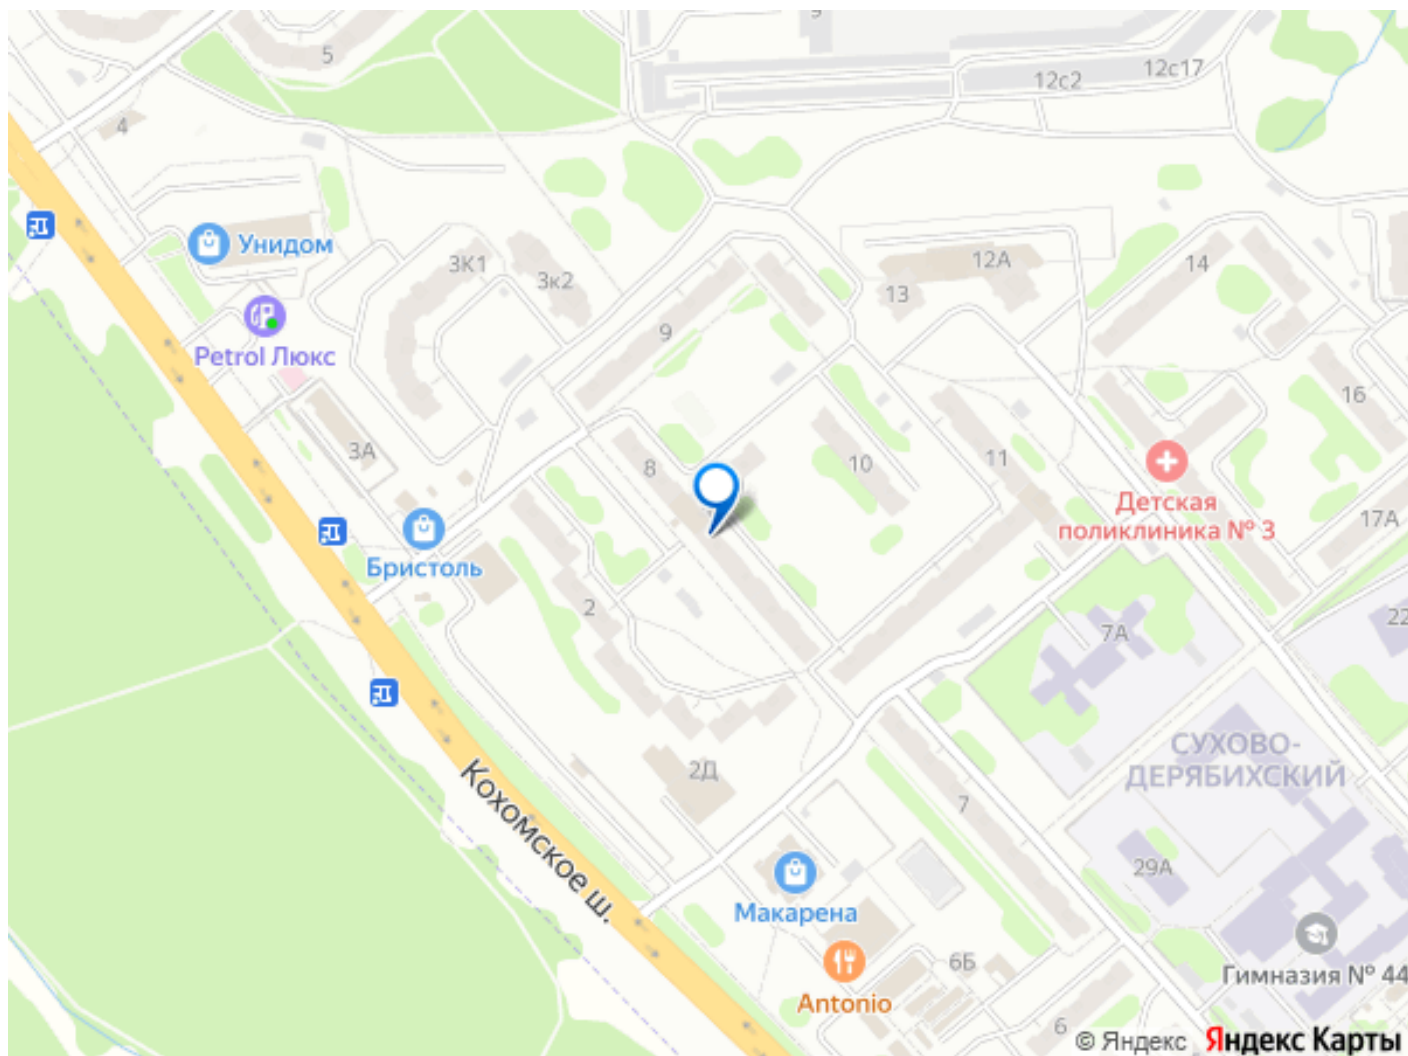 5
12с2
12с17
4
Унидом
3К1
3к2
12А
13
14
Petrol Люкс
9
16
3А
8
10
11
Детская
поликлиника № 3
17А
Бристоль
2
7А
22
2Д
СУХОВО-
ДЕРЯБИХСКИЙ
Кохомское ш.
7
29А
Макарена
6Б
Гимназия № 44
Antonio
6
© Яндекс Яндекс Карты